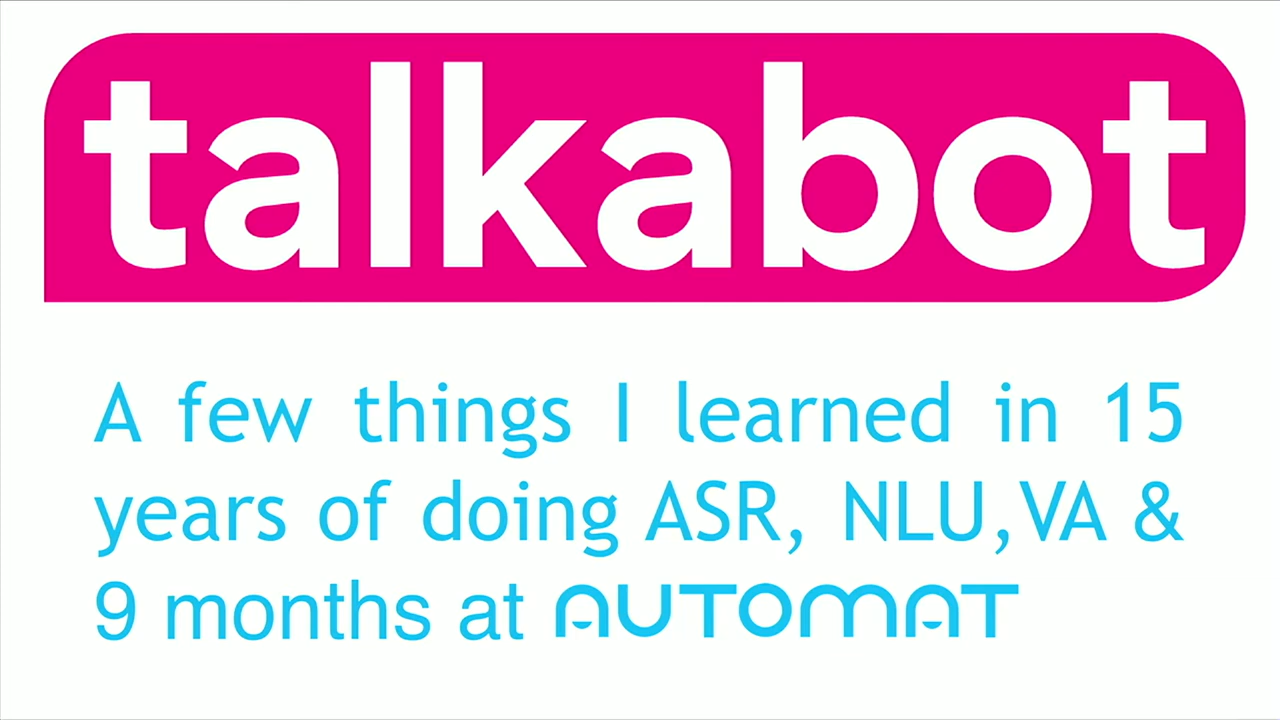 talkabot
A few things I learned in 15
years of doing ASR, NLU,VA &
9 months at AUTOMAT